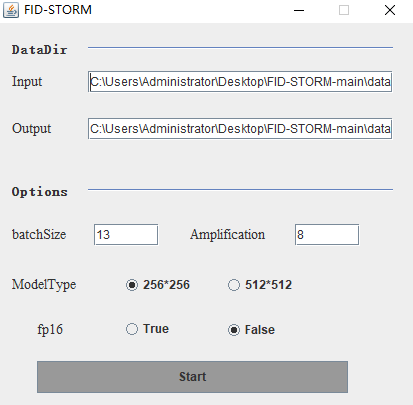 FID-STORM
DataDir
Input C:\Users\Administrator\Desktop\FID-STORM-main\data
Output C:\Users\Administrator\Desktop\FID-STORM-main\data
Options
batchSize 13 Amplification 8
ModelType 256*256 512*512
fp16 True False
Start